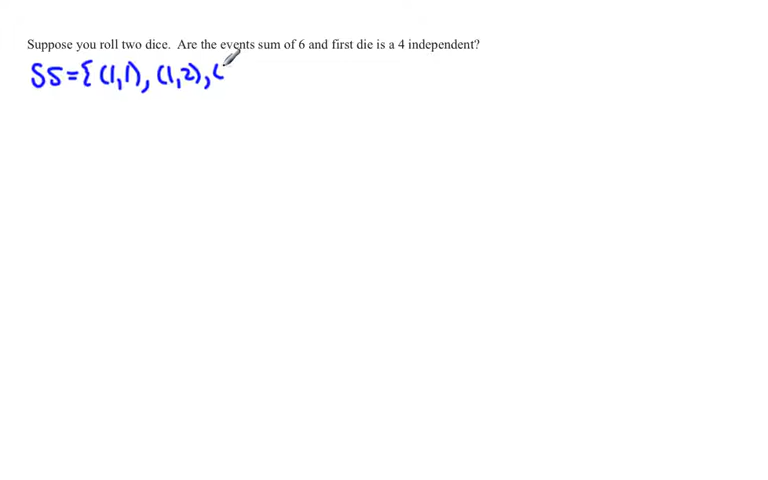 Suppose you roll two dice. Are the events sum of 6 and first die is a 4 independent?
SS={ (1,1), (1,2), (